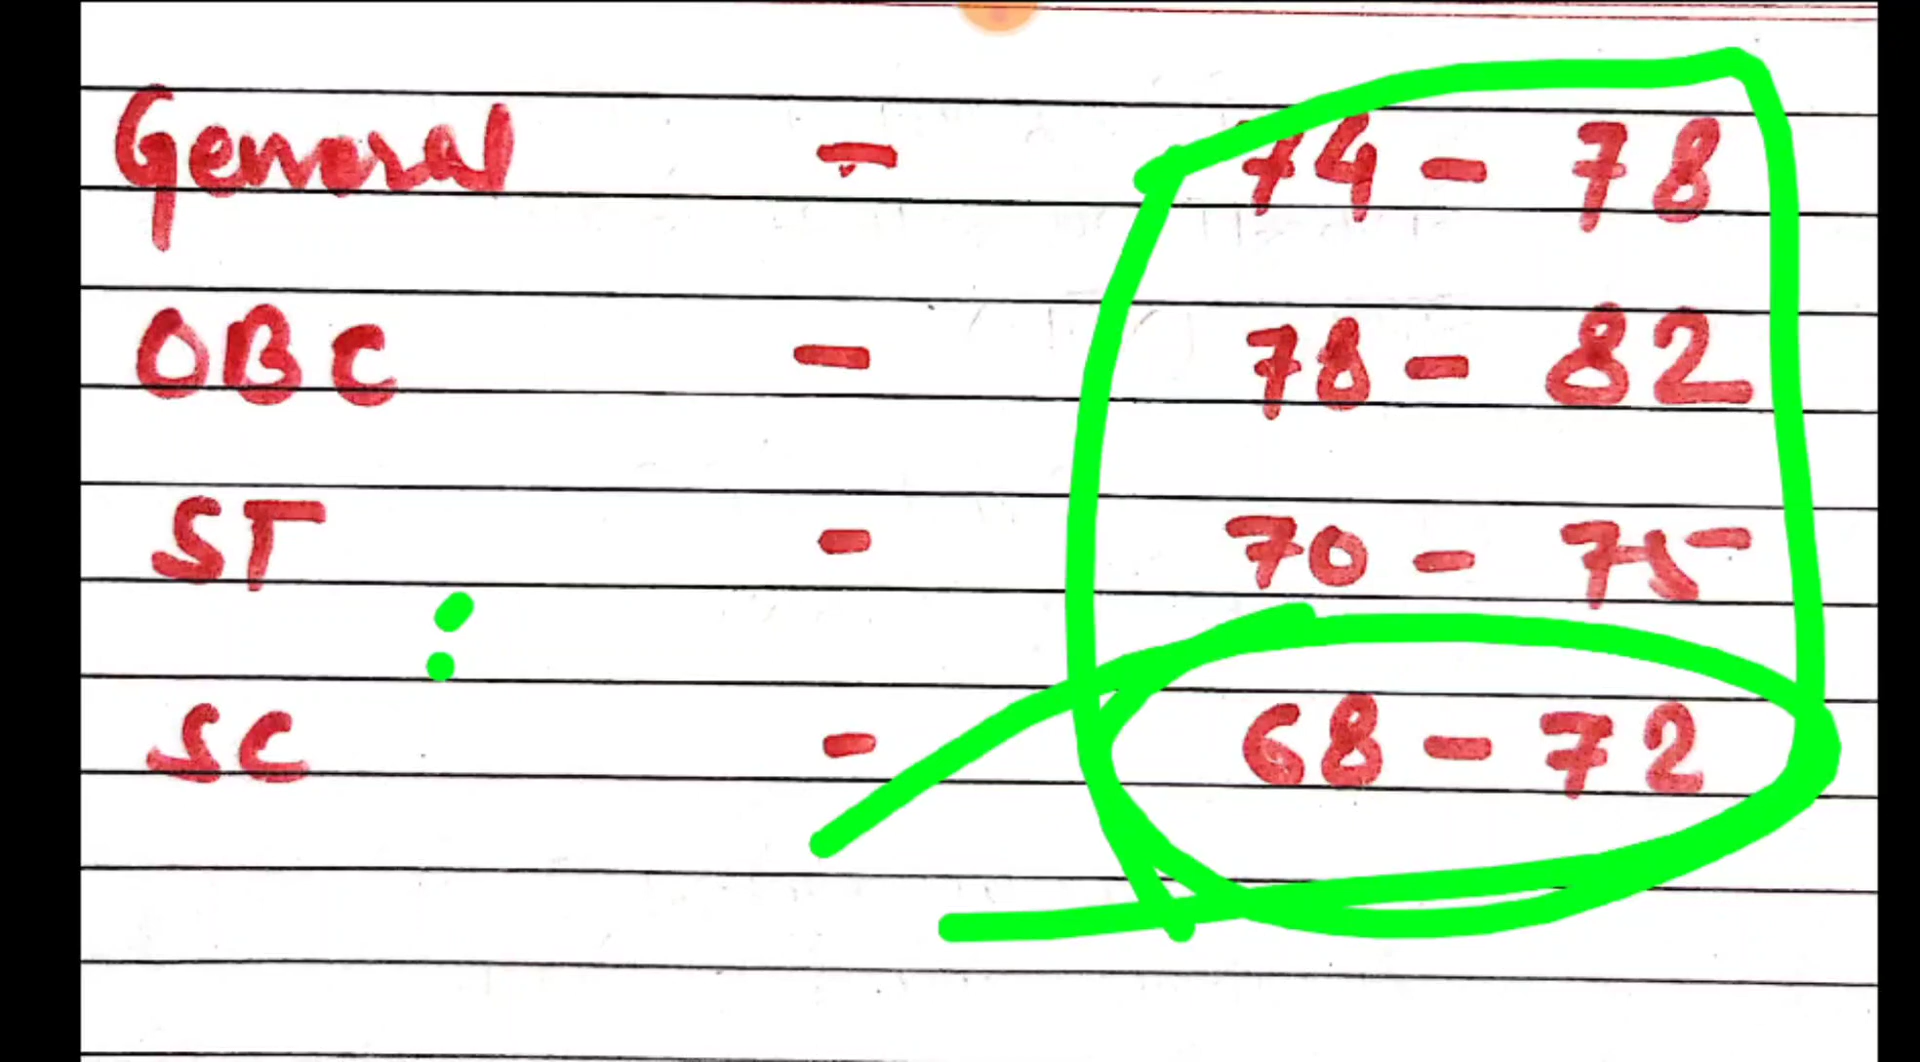 General - 74 - 78
OBC - 78 - 82
ST - 70 - 75
SC - 68 - 72